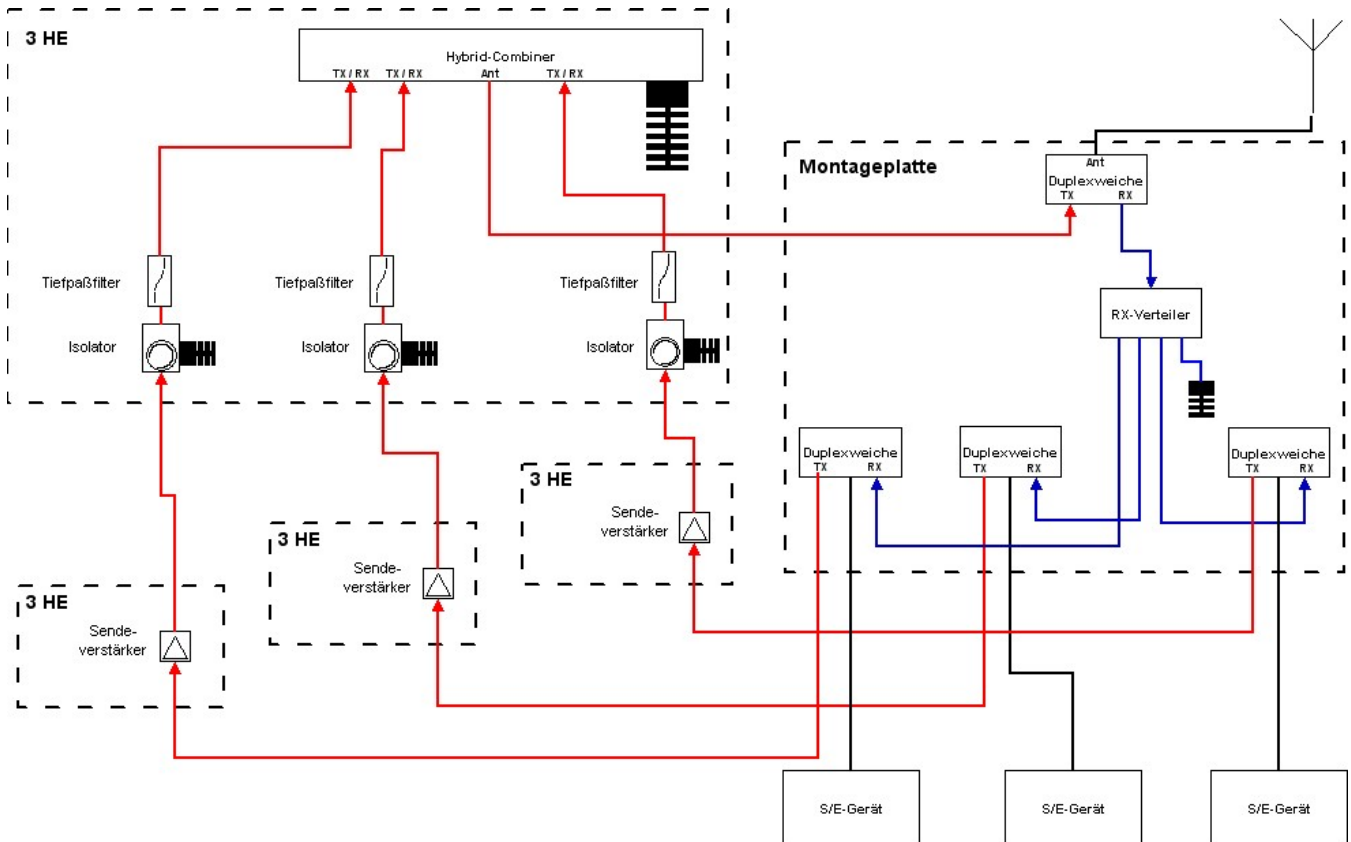 3 HE
Hybrid-Combiner
TX / RX TX / RX Ant TX / RX
Tiefpaßfilter
Tiefpaßfilter
Tiefpaßfilter
Isolator
Isolator
Isolator
Montageplatte
Ant
Duplexweiche
TX RX
RX-Verteiler
Duplexweiche
TX RX
Duplexweiche
TX RX
Duplexweiche
TX RX
3 HE
Sende-
verstärker
3 HE
Sende-
verstärker
3 HE
Sende-
verstärker
S/E-Gerät
S/E-Gerät
S/E-Gerät